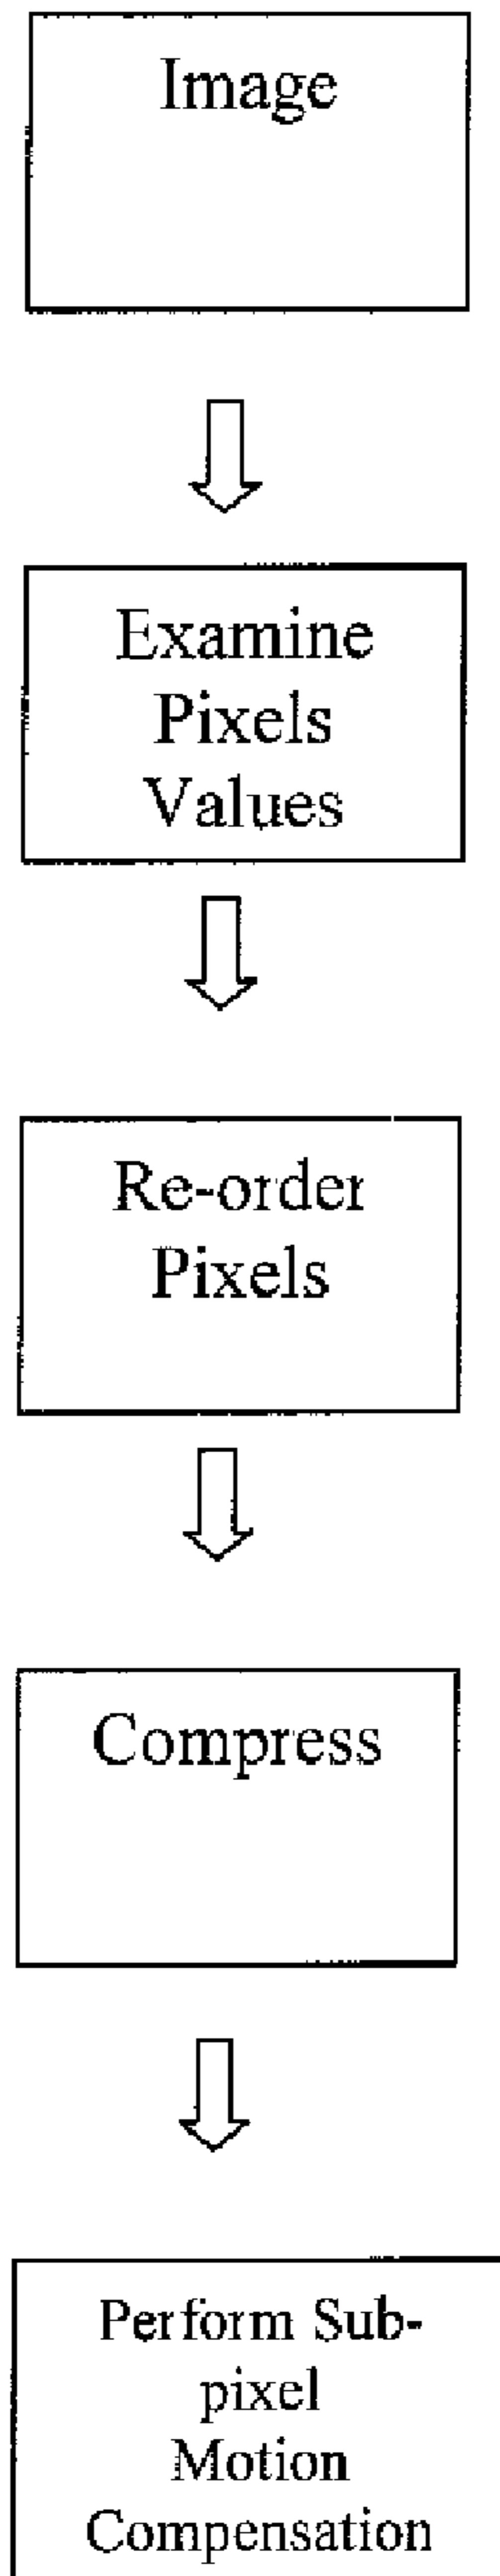 Image
Examine
Pixels
Values
Re-order
Pixels
Compress
Perform Sub-
pixel
Motion
Compensation